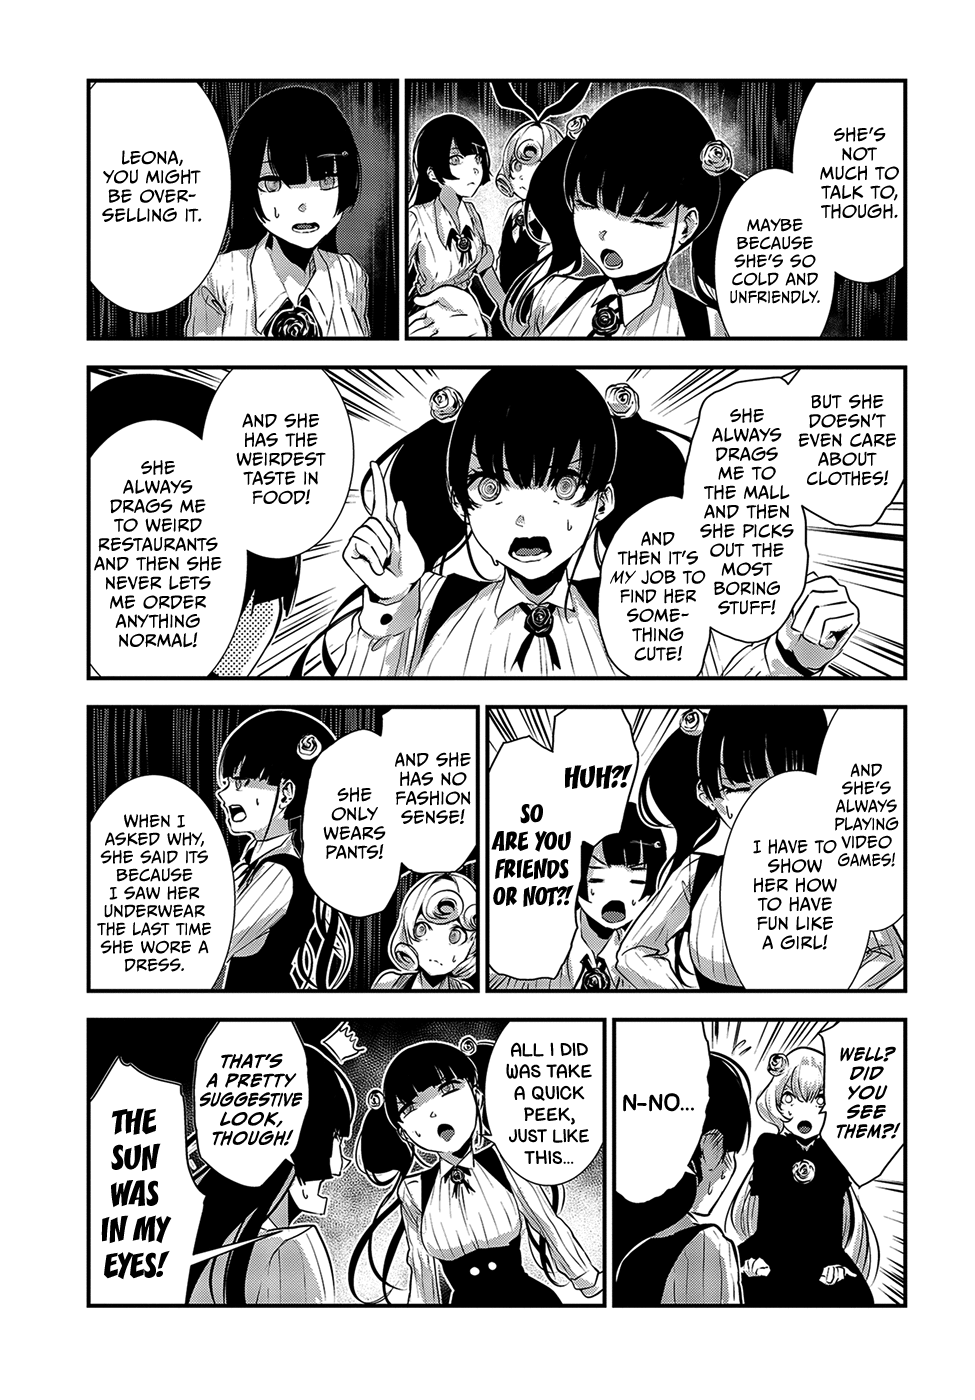 SHE'S
NOT
MUCH TO
TALK TO,
THOUGH.
MAYBE
BECAUSE
SHE'S SO
COLD AND
UNFRIENDLY.
LEONA,
YOU MIGHT
BE OVER-
SELLING IT.
BUT SHE
DOESN'T
EVEN CARE
ABOUT
CLOTHES!
SHE
ALWAYS
DRAGS
ME TO
THE MALL
AND THEN
SHE PICKS
OUT THE
MOST
BORING
STUFF!
AND
THEN IT'S
MY JOB TO
FIND HER
SOME-
THING
CUTE!
AND SHE
HAS THE
WEIRDEST
TASTE IN
FOOD!
SHE
ALWAYS
DRAGS ME
TO WEIRD
RESTAURANTS
AND THEN SHE
NEVER LETS
ME ORDER
ANYTHING
NORMAL!
AND
SHE'S
ALWAYS
PLAYING
VIDEO
GAMES!
I HAVE TO
SHOW
HER HOW
TO HAVE
FUN LIKE
A GIRL!
HUH?!
SO
ARE YOU
FRIENDS
OR NOT?!
AND SHE
HAS NO
FASHION
SENSE!
SHE
ONLY
WEARS
PANTS!
WHEN I
ASKED WHY,
SHE SAID ITS
BECAUSE
I SAW HER
UNDERWEAR
THE LAST TIME
SHE WORE A
DRESS.
WELL?
DID
YOU
SEE
THEM?!
N-NO...
ALL I DID
WAS TAKE
A QUICK
PEEK,
JUST LIKE
THIS...
THAT'S
A PRETTY
SUGGESTIVE
LOOK,
THOUGH!
THE
SUN
WAS
IN MY
EYES!